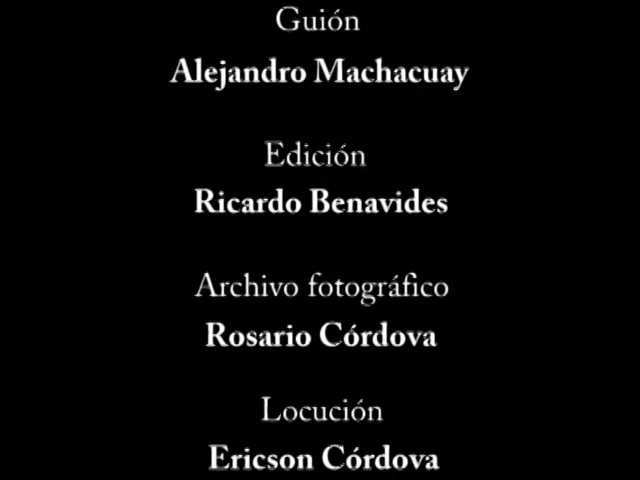 Guión
Alejandro Machacuay
Edición
Ricardo Benavides
Archivo fotográfico
Rosario Córdova
Locución
Ericson Córdova